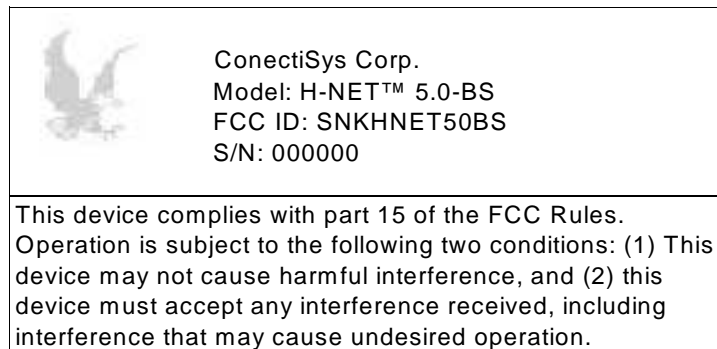 ConectiSys Corp.
Model: H-NET™ 5.0-BS
FCC ID: SNKHNET50BS
S/N: 000000
This device complies with part 15 of the FCC Rules.
Operation is subject to the following two conditions: (1) This
device may not cause harmful interference, and (2) this
device must accept any interference received, including
interference that may cause undesired operation.